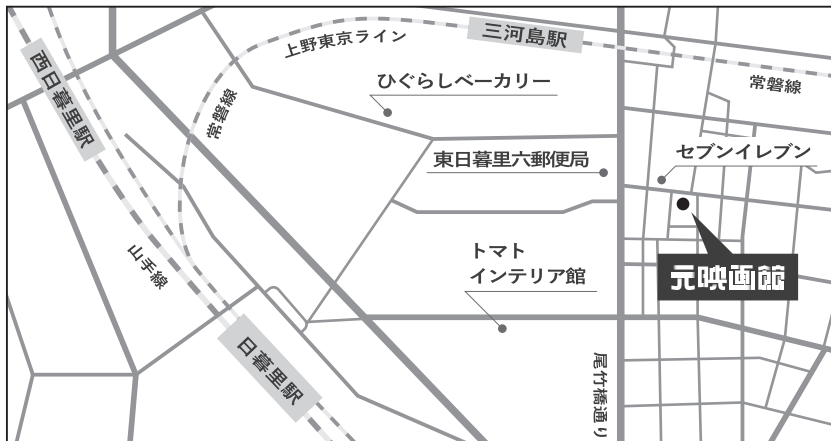 上野東京ライン
三河島駅
西日暮里駅
ひぐらしベーカリー
常磐線
常磐線
東日暮里六郵便局
セブンイレブン
山手線
トマト
インテリア館
元映画館
日暮里駅
尾竹橋通り